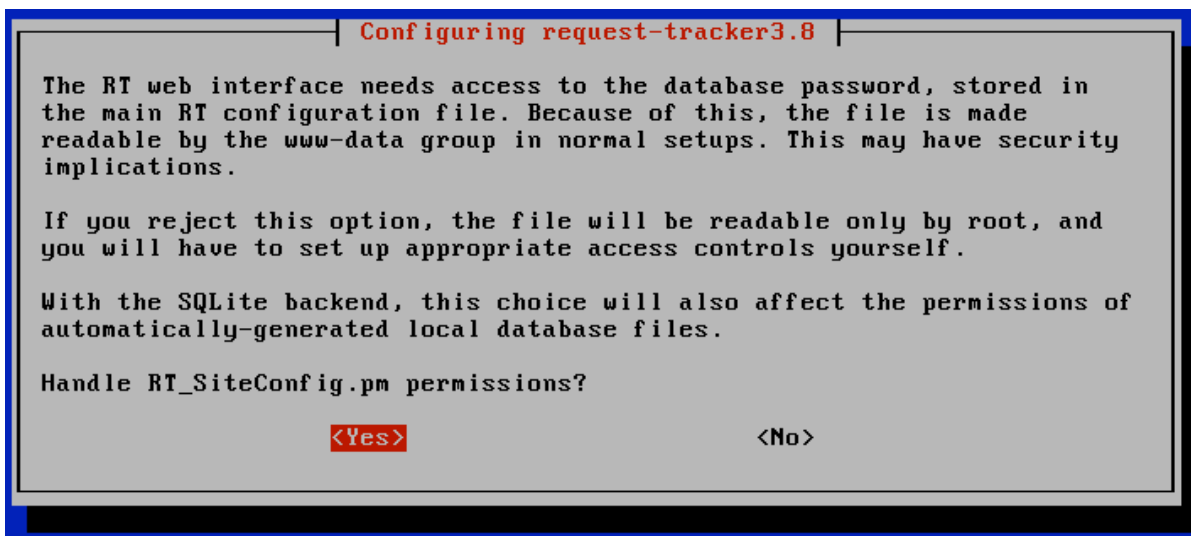 Configuring request-tracker3.8
The RT web interface needs access to the database password, stored in
the main RT configuration file. Because of this, the file is made
readable by the www-data group in normal setups. This may have security
implications.
If you reject this option, the file will be readable only by root, and
you will have to set up appropriate access controls yourself.
With the SQLite backend, this choice will also affect the permissions of
automatically-generated local database files.
Handle RT_SiteConfig.pm permissions?
<Yes> <No>